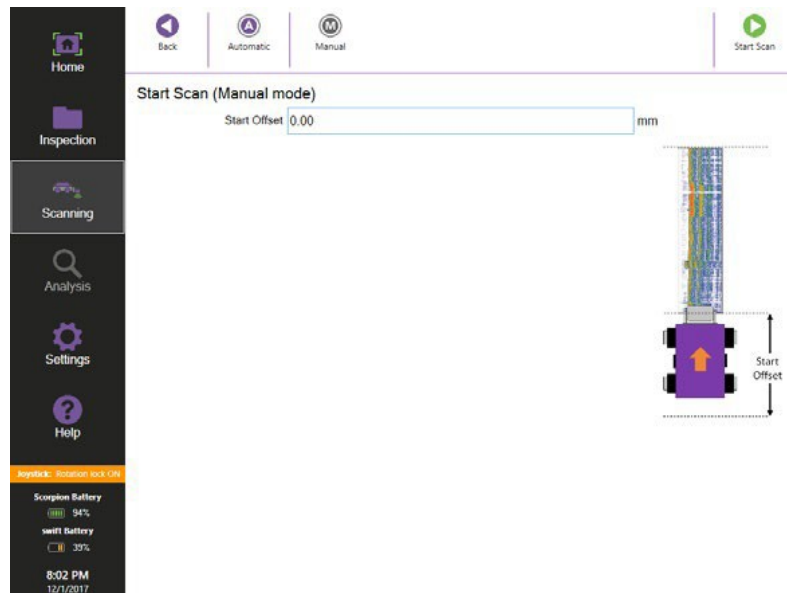 Home
Inspection
Scanning
Analysis
Settings
Help
Joystick: Rotation lock ON
Scorpion Battery
94%
swift Battery
39%
8:02 PM
12/1/2017
Back
A
Automatic
M
Manual
Start Scan
Start Scan (Manual mode)
Start Offset 0.00 mm
Start
Offset